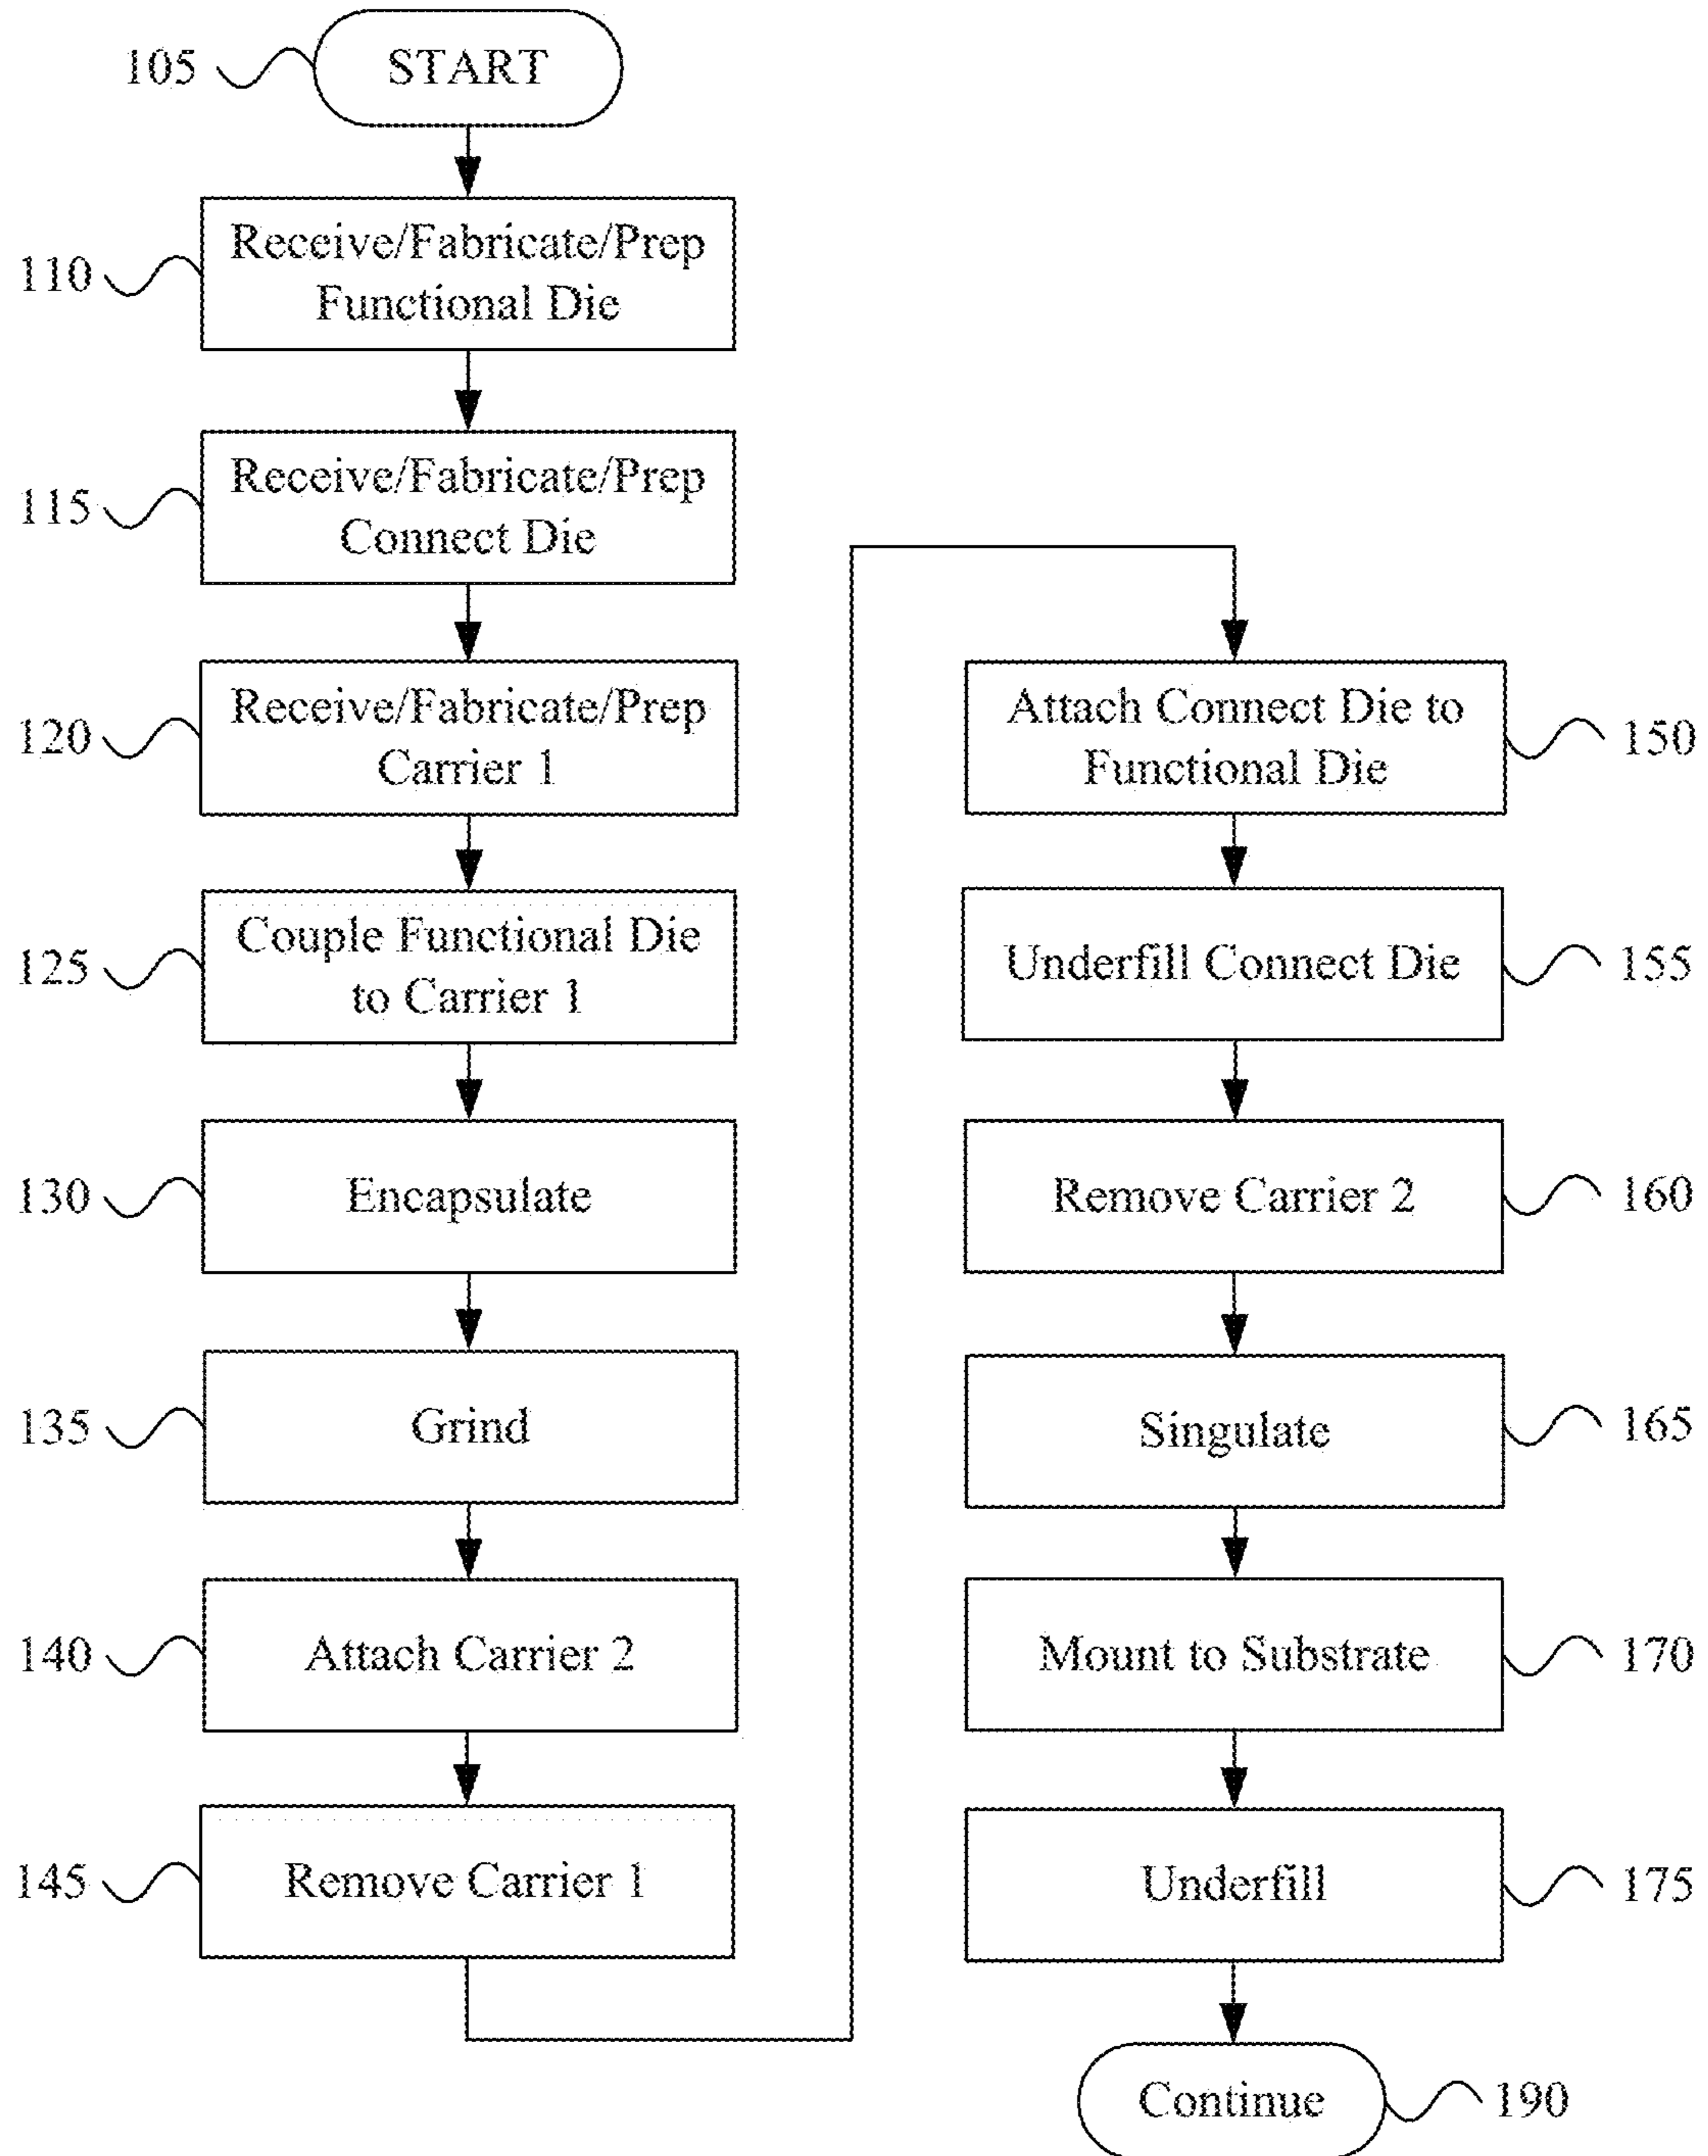 105
START
110
Receive/Fabricate/Prep
Functional Die
115
Receive/Fabricate/Prep
Connect Die
120
Receive/Fabricate/Prep
Carrier 1
125
Couple Functional Die
to Carrier 1
130
Encapsulate
135
Grind
140
Attach Carrier 2
145
Remove Carrier 1
Attach Connect Die to
Functional Die
150
Underfill Connect Die
155
Remove Carrier 2
160
Singulate
165
Mount to Substrate
170
Underfill
175
Continue
190